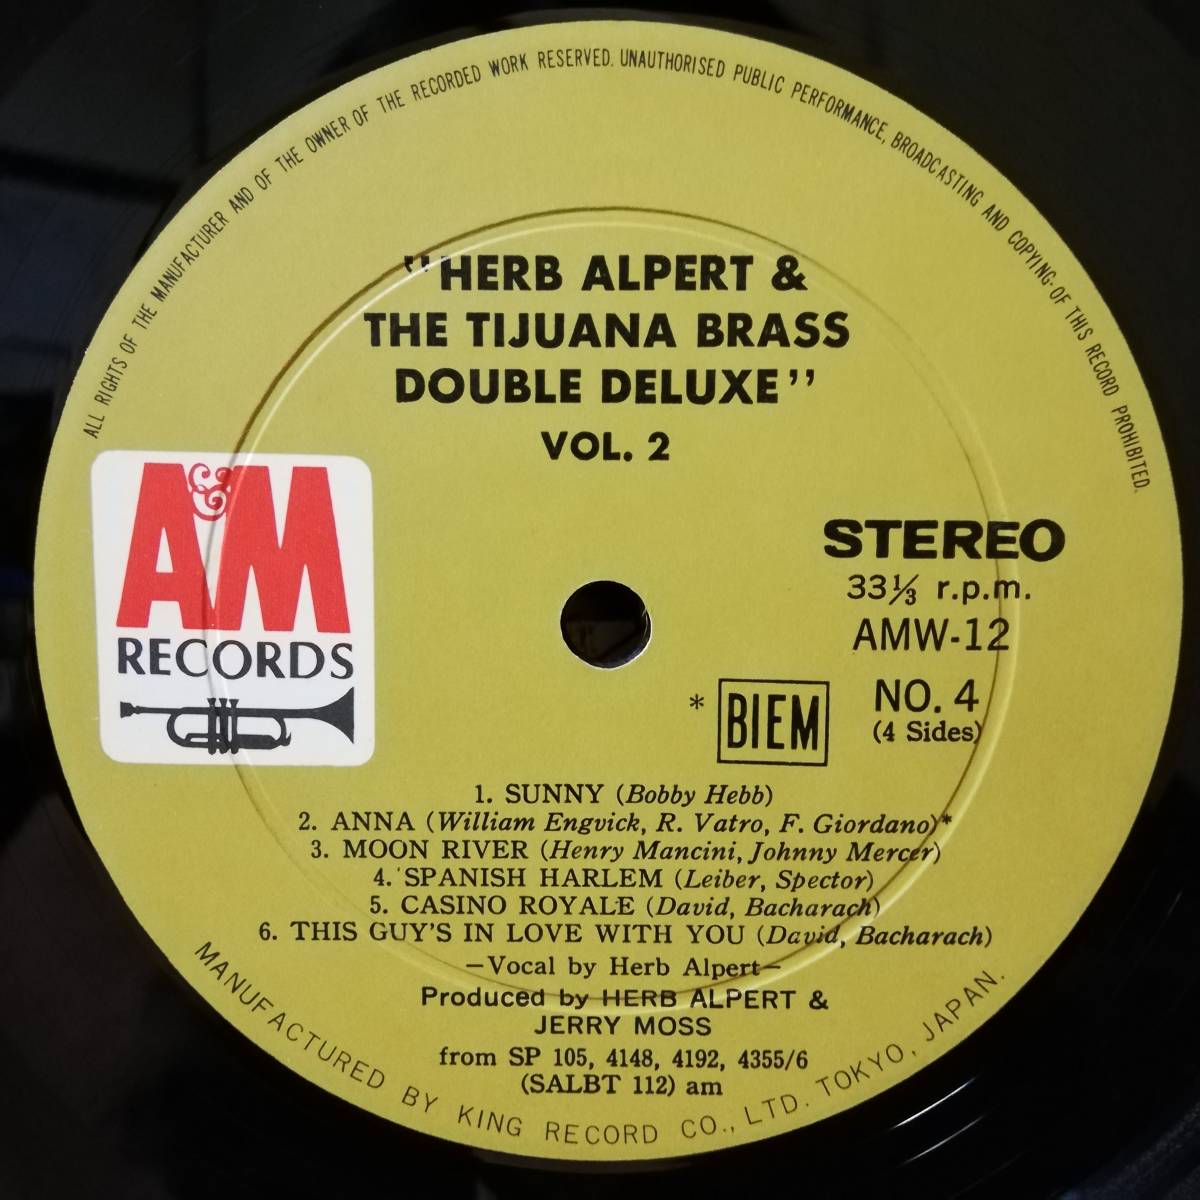 ALL RIGHTS OF THE MANUFACTURER AND OF THE OWNER OF THE RECORDED WORK RESERVED. UNAUTHORISED PUBLIC PERFORMANCE, BROADCASTING AND COPYING OF THIS RECORD PROHIBITED.
"HERB ALPERT &
THE TIJUANA BRASS
DOUBLE DELUXE"
VOL. 2
A&M
RECORDS
STEREO
33⅓ r.p.m.
AMW-12
* BIEM
NO. 4
(4 Sides)
1. SUNNY (Bobby Hebb)
2. ANNA (William Engvick, R. Vatro, F. Giordano)*
3. MOON RIVER (Henry Mancini, Johnny Mercer)
4. SPANISH HARLEM (Leiber, Spector)
5. CASINO ROYALE (David, Bacharach)
6. THIS GUY'S IN LOVE WITH YOU (David, Bacharach)
—Vocal by Herb Alpert—
Produced by HERB ALPERT &
JERRY MOSS
from SP 105, 4148, 4192, 4355/6
(SALBT 112) am
MANUFACTURED BY KING RECORD CO., LTD. TOKYO, JAPAN.